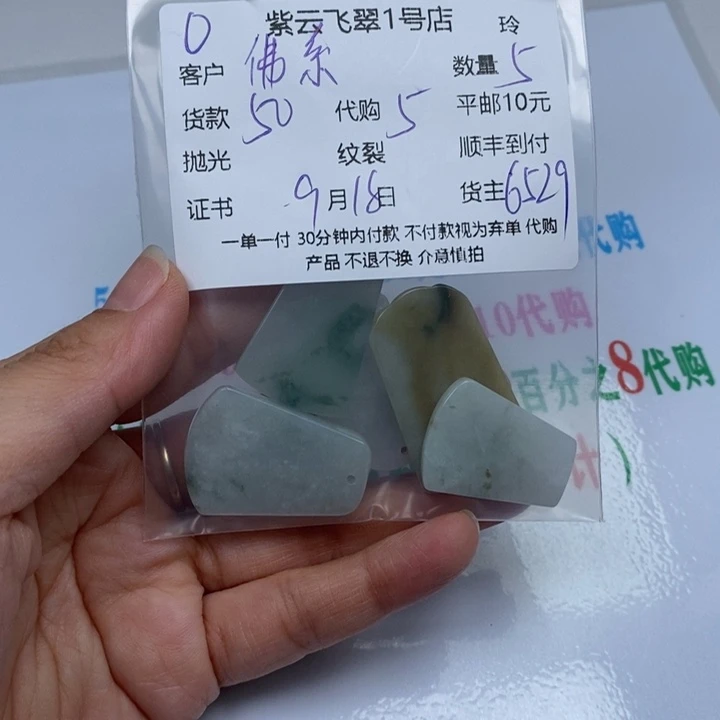 紫云飞翠1号店 玲
0
客户 佛系 数量 5
货款 50 代购 5 平邮10元
抛光 纹裂 顺丰到付
证书 9月18日 货主 6529
一单一付 30分钟内付款 不付款视为弃单 代购
产品 不退不换 介意慎拍
代购
5
10代购
百分之8代购
计）